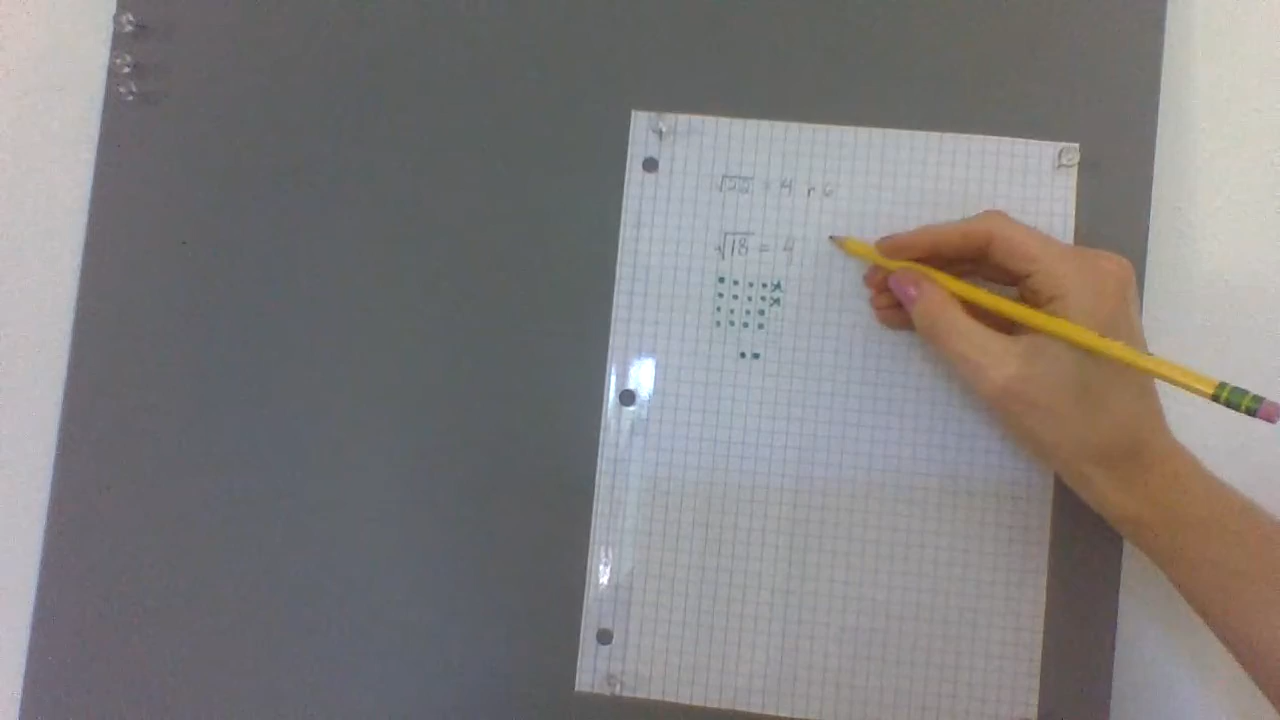 √22 = 4 r 6
√18 = 4